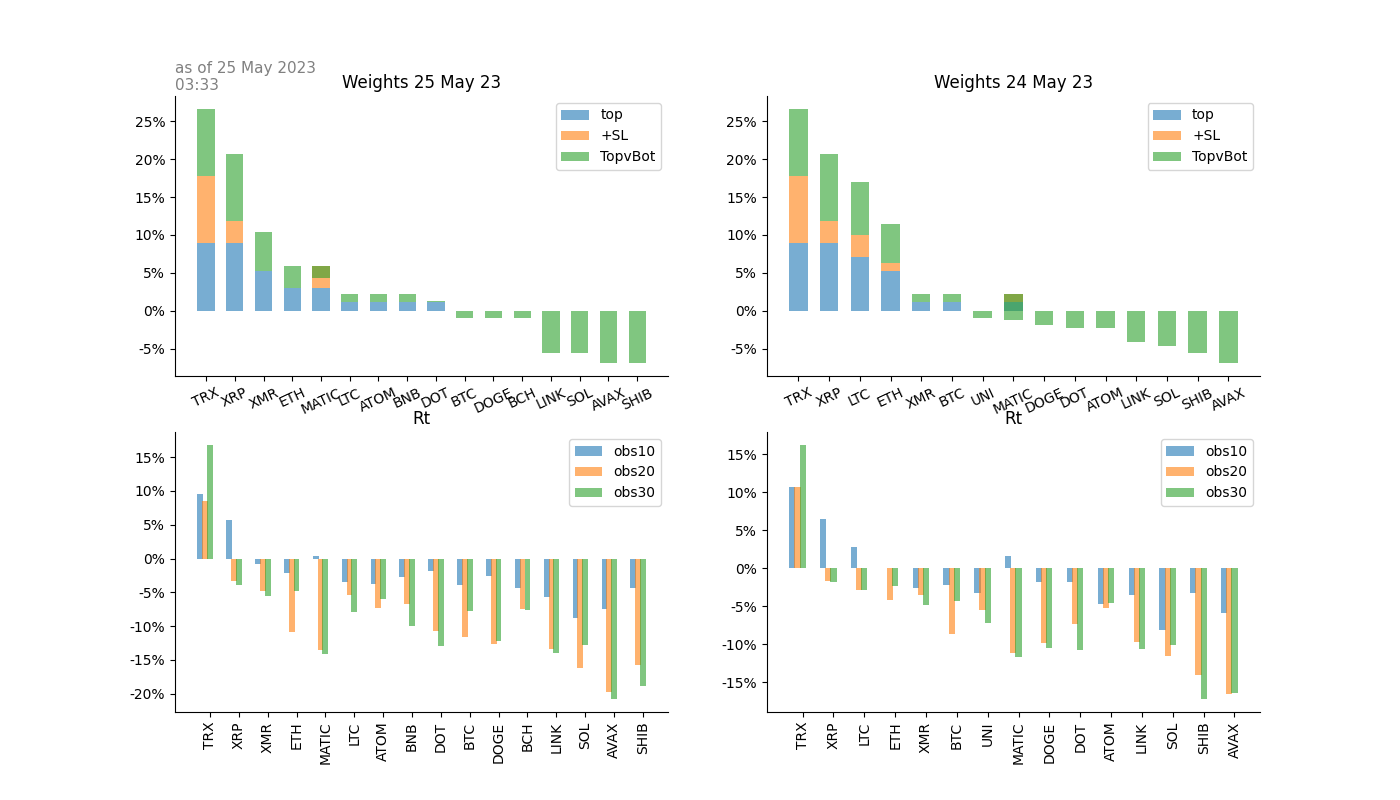 as of 25 May 2023
03:33
Weights 25 May 23
25%
20%
15%
10%
5%
0%
-5%
top
+SL
TopvBot
TRX XRP XMR ETH MATIC LTC ATOM BNB DOT BTC DOGE BCH LINK SOL AVAX SHIB
Weights 24 May 23
25%
20%
15%
10%
5%
0%
-5%
top
+SL
TopvBot
TRX XRP LTC ETH XMR BTC UNI MATIC DOGE DOT ATOM LINK SOL SHIB AVAX
Rt
15%
10%
5%
0%
-5%
-10%
-15%
-20%
obs10
obs20
obs30
TRX XRP XMR ETH MATIC LTC ATOM BNB DOT BTC DOGE BCH LINK SOL AVAX SHIB
Rt
15%
10%
5%
0%
-5%
-10%
-15%
obs10
obs20
obs30
TRX XRP LTC ETH XMR BTC UNI MATIC DOGE DOT ATOM LINK SOL SHIB AVAX